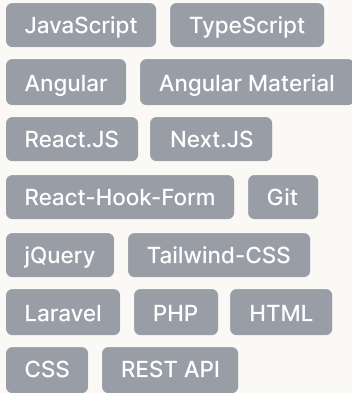 JavaScript TypeScript
Angular Angular Material
React.JS Next.JS
React-Hook-Form Git
jQuery Tailwind-CSS
Laravel PHP HTML
CSS REST API